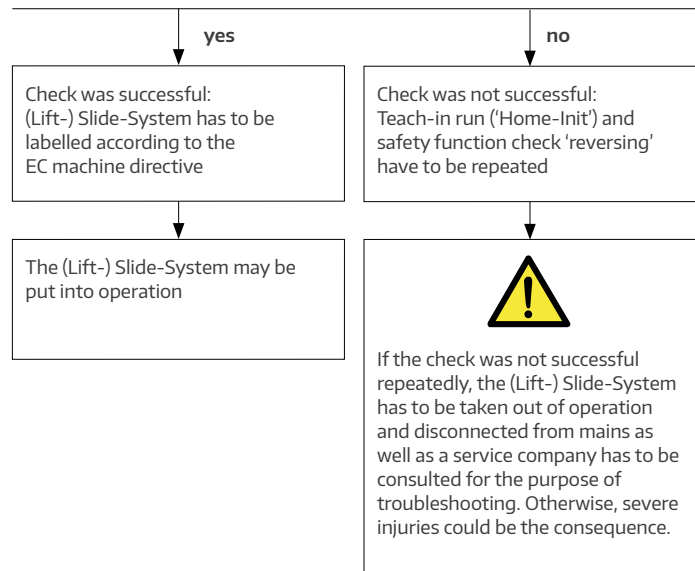 yes
no
Check was successful:
(Lift-) Slide-System has to be
labelled according to the
EC machine directive
Check was not successful:
Teach-in run (‘Home-Init’) and
safety function check ‘reversing’
have to be repeated
The (Lift-) Slide-System may be
put into operation
If the check was not successful
repeatedly, the (Lift-) Slide-System
has to be taken out of operation
and disconnected from mains as
well as a service company has to be
consulted for the purpose of
troubleshooting. Otherwise, severe
injuries could be the consequence.